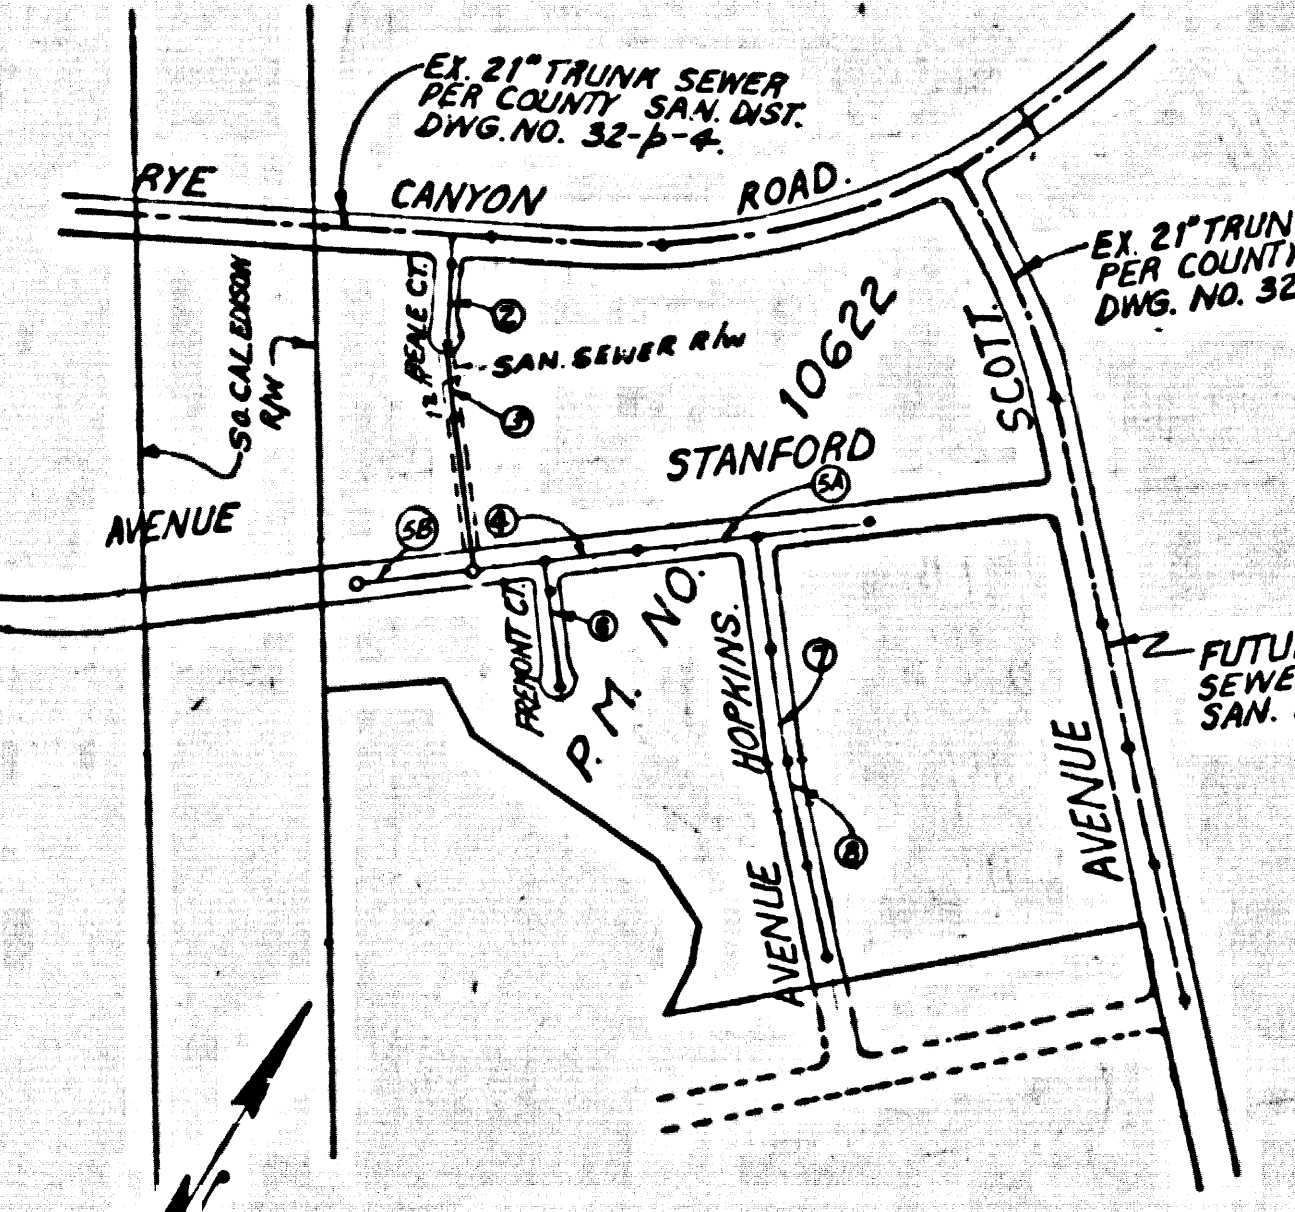 EX. 21" TRUNK SEWER
PER COUNTY SAN. DIST.
DWG. NO. 32-p-4.
RYE CANYON ROAD.
EX. 21" TRUN
PER COUNTY
DWG. NO. 32
SO. CAL. EDISON
R/W
PEALE CT.
2
SAN. SEWER R/W
12'
3
10622
SCOTT.
STANFORD
5A
AVENUE
5B
4
FREMONT CT.
6
P. M. NO.
HOPKINS.
7
FUTU
SEWE
SAN.
AVENUE
8
AVENUE